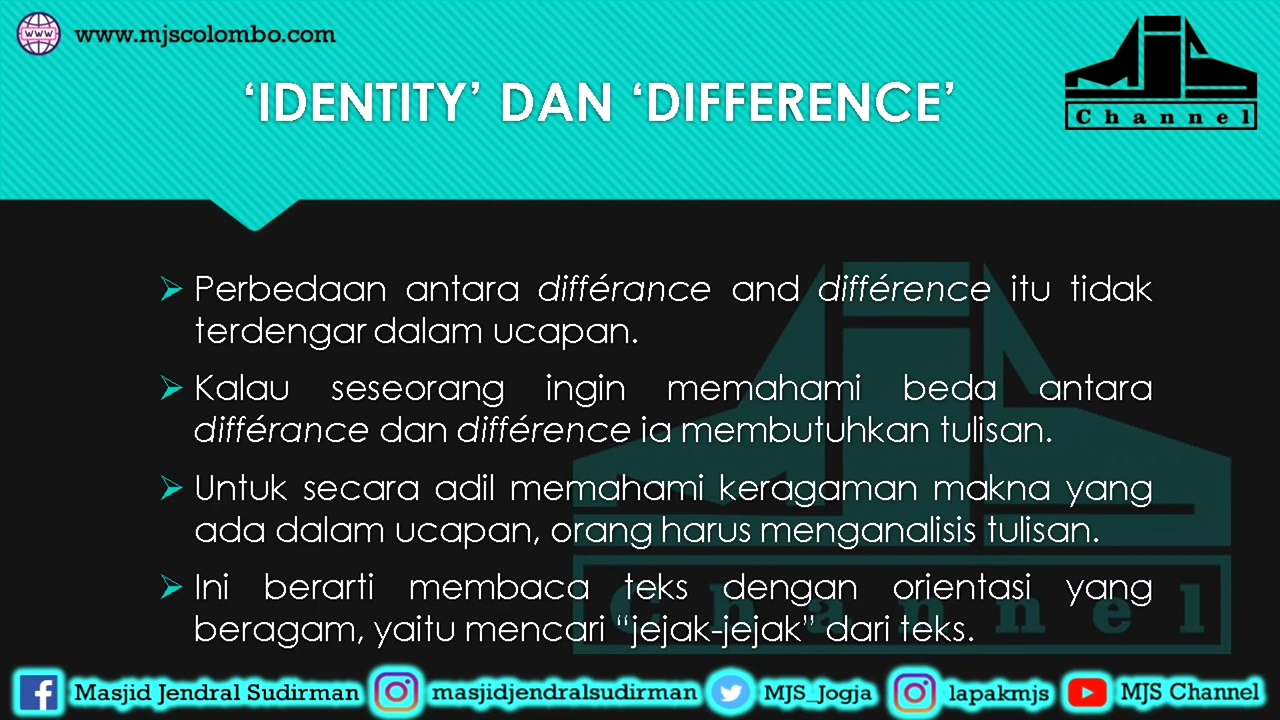 www.mjscolombo.com
MJS
Channel
‘IDENTITY’ DAN ‘DIFFERENCE’
Perbedaan antara différance and différence itu tidak
terdengar dalam ucapan.
Kalau seseorang ingin memahami beda antara
différance dan différence ia membutuhkan tulisan.
Untuk secara adil memahami keragaman makna yang
ada dalam ucapan, orang harus menganalisis tulisan.
Ini berarti membaca teks dengan orientasi yang
beragam, yaitu mencari “jejak-jejak” dari teks.
Channel
Masjid Jendral Sudirman masjidjendralsudirman MJS_Jogja lapakmjs MJS Channel